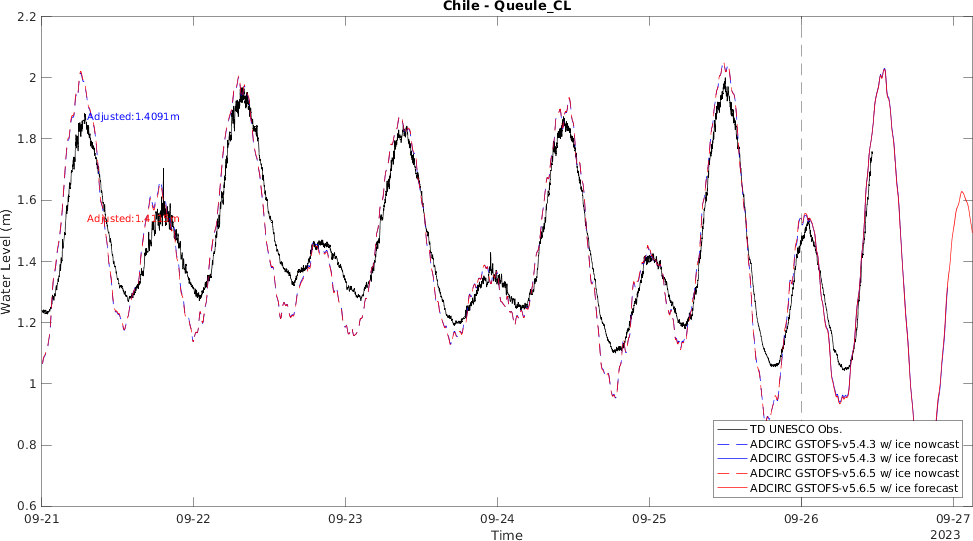 Chile - Queule_CL
2.2
2
1.8
1.6
1.4
1.2
1
0.8
0.6
Water Level (m)
Adjusted:1.4091m
09-21
09-22
09-23
09-24
09-25
09-26
09-27
Time
2023
TD UNESCO Obs.
ADCIRC GSTOFS-v5.4.3 w/ ice nowcast
ADCIRC GSTOFS-v5.4.3 w/ ice forecast
ADCIRC GSTOFS-v5.6.5 w/ ice nowcast
ADCIRC GSTOFS-v5.6.5 w/ ice forecast